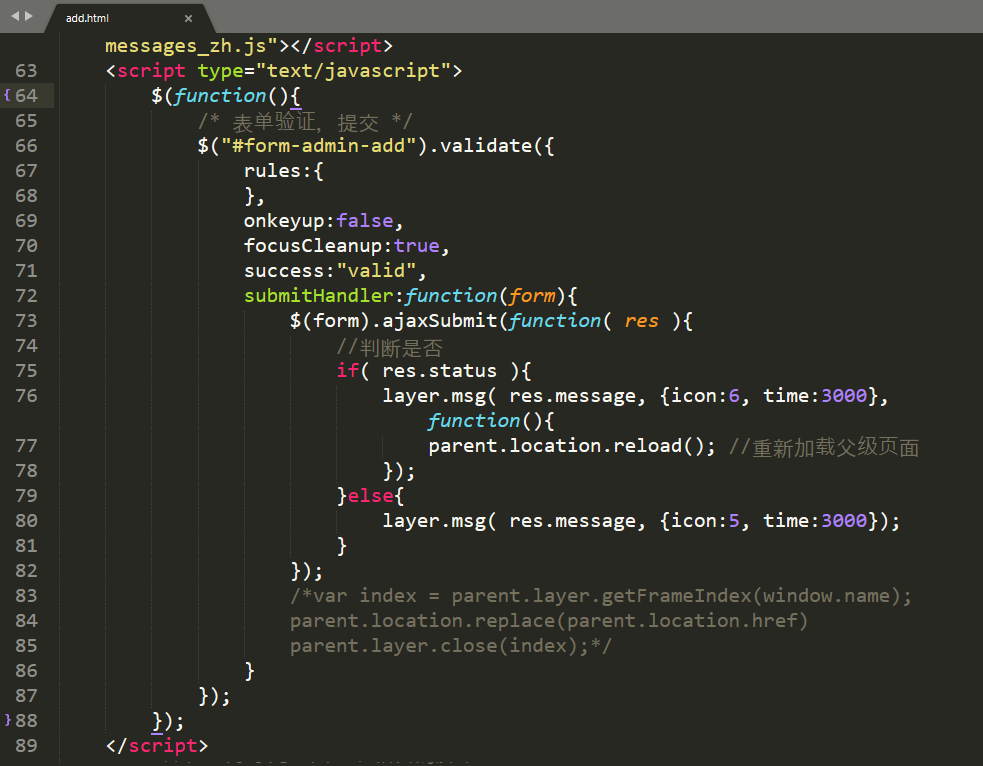 add.html
messages_zh.js"></script>
63 <script type="text/javascript">
64 $(function(){
65 /* 表单验证，提交 */
66 $("#form-admin-add").validate({
67 rules:{
68 },
69 onkeyup:false,
70 focusCleanup:true,
71 success:"valid",
72 submitHandler:function(form){
73 $(form).ajaxSubmit(function( res ){
74 //判断是否
75 if( res.status ){
76 layer.msg( res.message, {icon:6, time:3000},
function(){
77 parent.location.reload(); //重新加载父级页面
78 });
79 }else{
80 layer.msg( res.message, {icon:5, time:3000});
81 }
82 });
83 /*var index = parent.layer.getFrameIndex(window.name);
84 parent.location.replace(parent.location.href)
85 parent.layer.close(index);*/
86 }
87 });
88 });
89 </script>